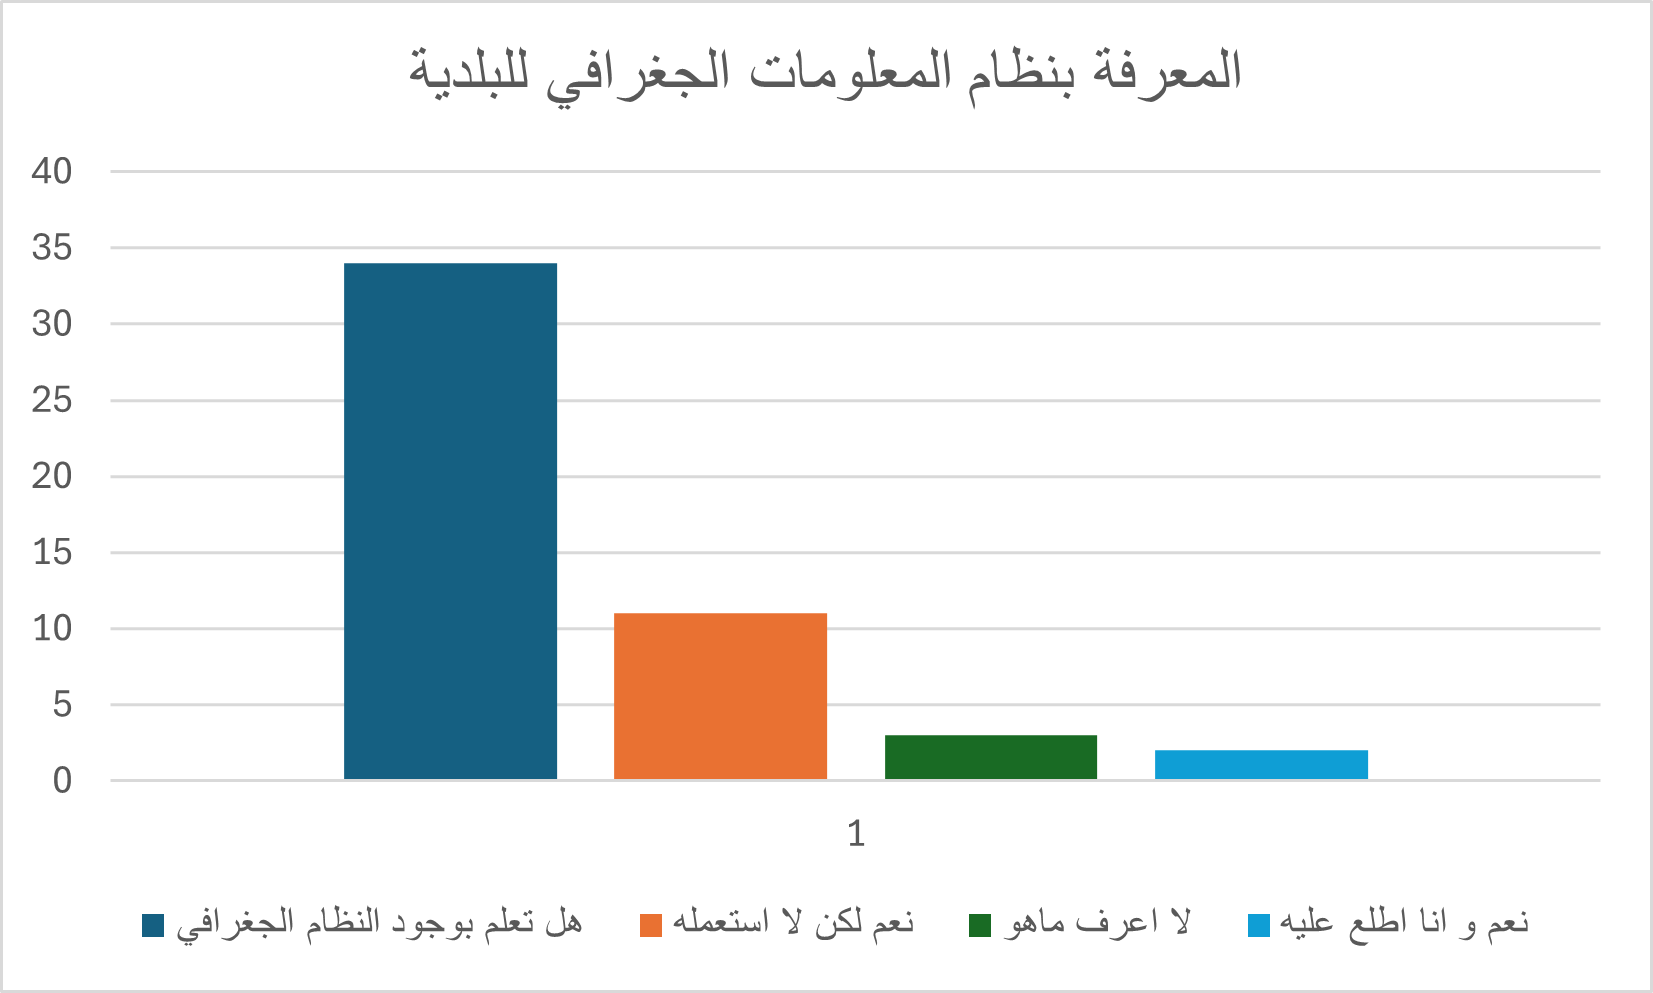 المعرفة بنظام المعلومات الجغرافي للبلدية
40
35
30
25
20
15
10
5
0
1
هل تعلم بوجود النظام الجغرافي
نعم لكن لا استعمله
لا اعرف ماهو
نعم و انا اطلع عليه